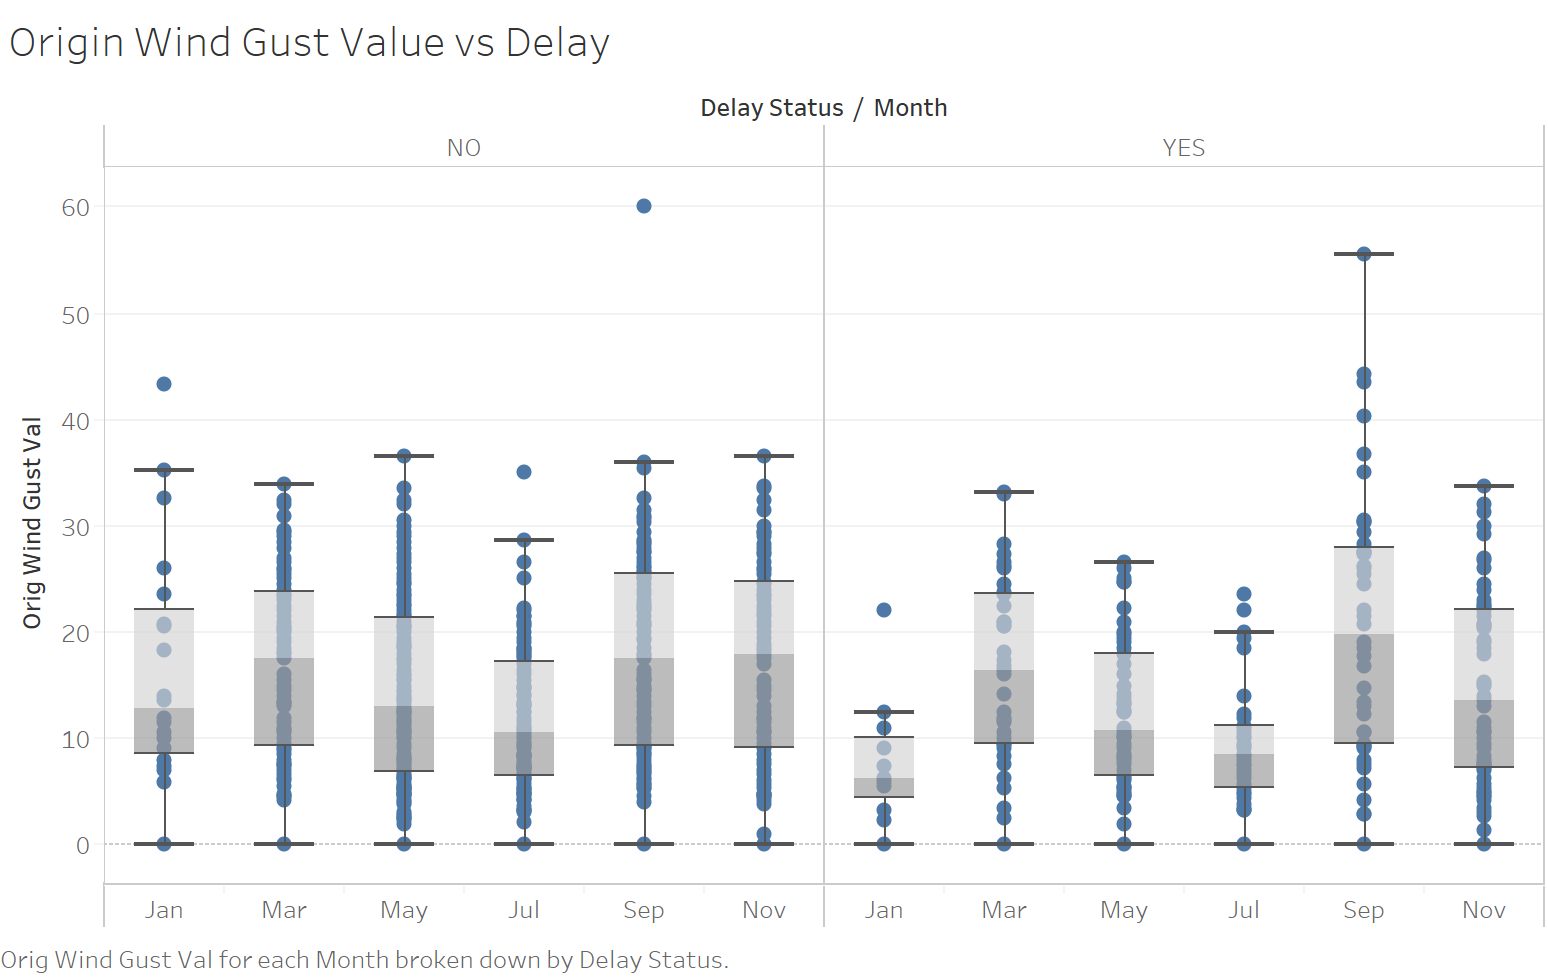 Origin Wind Gust Value vs Delay
Delay Status / Month
NO YES
Orig Wind Gust Val
60
50
40
30
20
10
0
Jan Mar May Jul Sep Nov Jan Mar May Jul Sep Nov
Orig Wind Gust Val for each Month broken down by Delay Status.